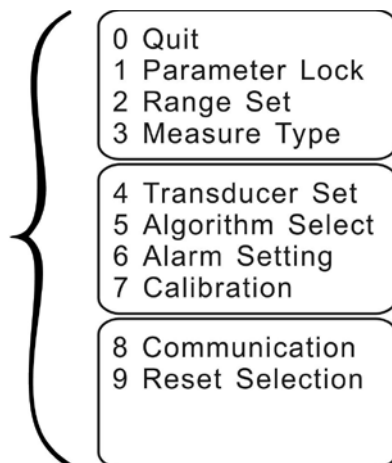 0 Quit
1 Parameter Lock
2 Range Set
3 Measure Type
4 Transducer Set
5 Algorithm Select
6 Alarm Setting
7 Calibration
8 Communication
9 Reset Selection